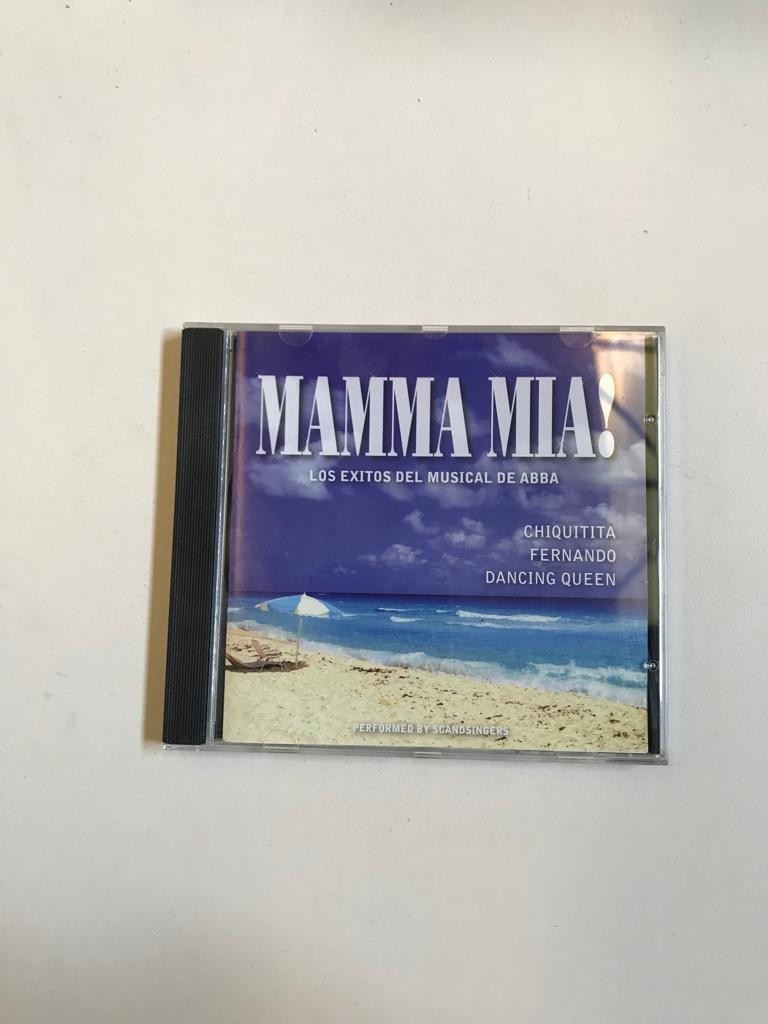 MAMMA MIA!
LOS EXITOS DEL MUSICAL DE ABBA
CHIQUITITA
FERNANDO
DANCING QUEEN
PERFORMED BY SCANDSINGERS